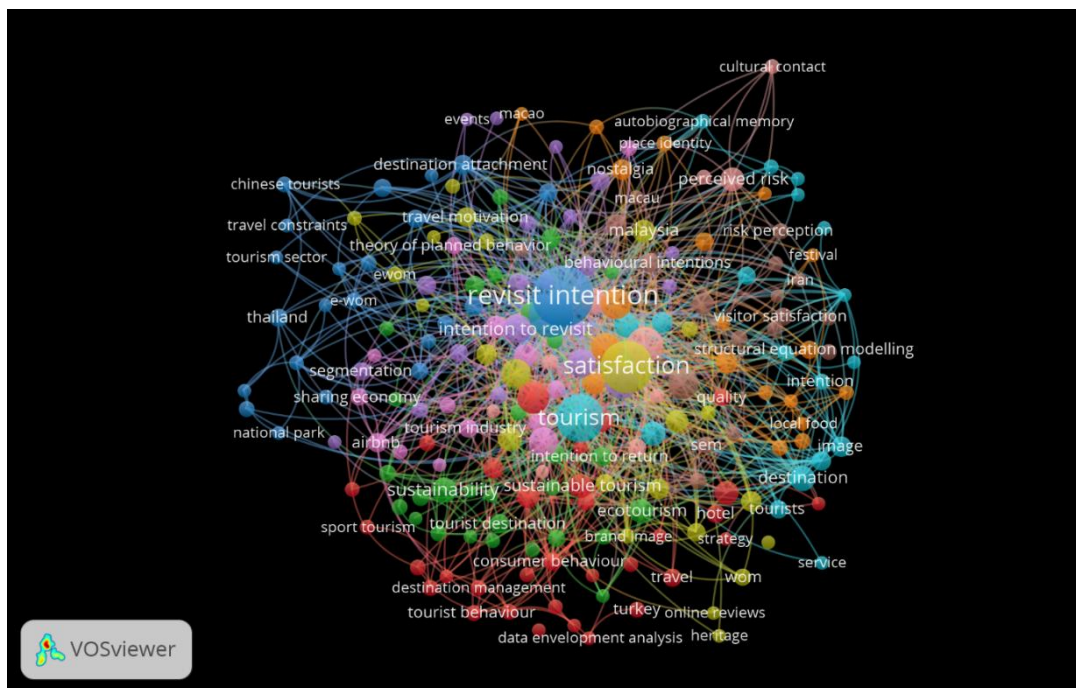 cultural contact
macao
events
autobiographical memory
place identity
destination attachment
nostalgia
perceived risk
chinese tourists
macau
travel motivation
travel constraints
malaysia
risk perception
theory of planned behavior
festival
tourism sector
behavioural intentions
ewom
iran
revisit intention
e-wom
thailand
visitor satisfaction
intention to revisit
structural equation modelling
satisfaction
segmentation
intention
sharing economy
quality
tourism
local food
tourism industry
national park
airbnb
sem
image
intention to return
destination
sustainability
sustainable tourism
tourists
ecotourism
hotel
sport tourism
tourist destination
brand image
strategy
consumer behaviour
service
travel
wom
destination management
tourist behaviour
turkey
online reviews
data envelopment analysis
heritage
VOSviewer